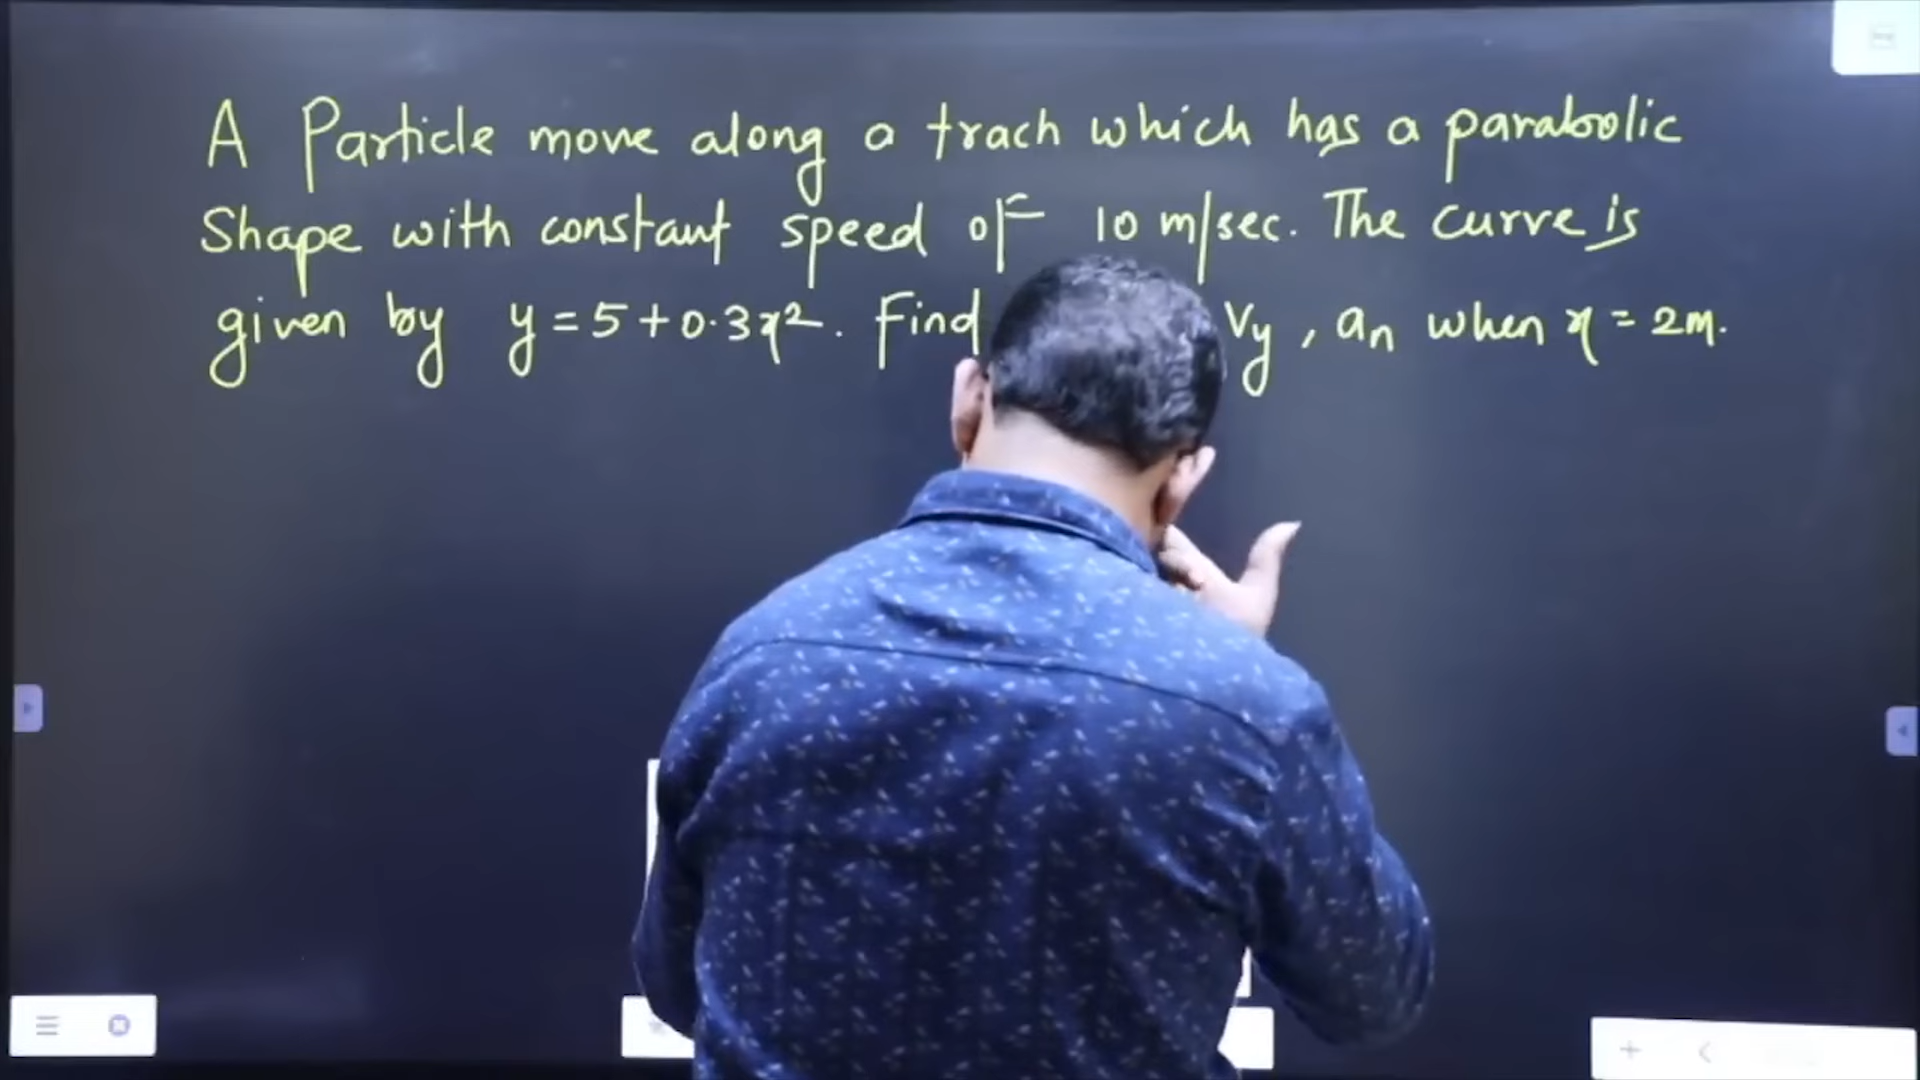 A Particle move along a trach which has a parabolic
Shape with constant speed of 10 m/sec. The curve is
given by y = 5 + 0.3x². Find Vy, an when x = 2m.